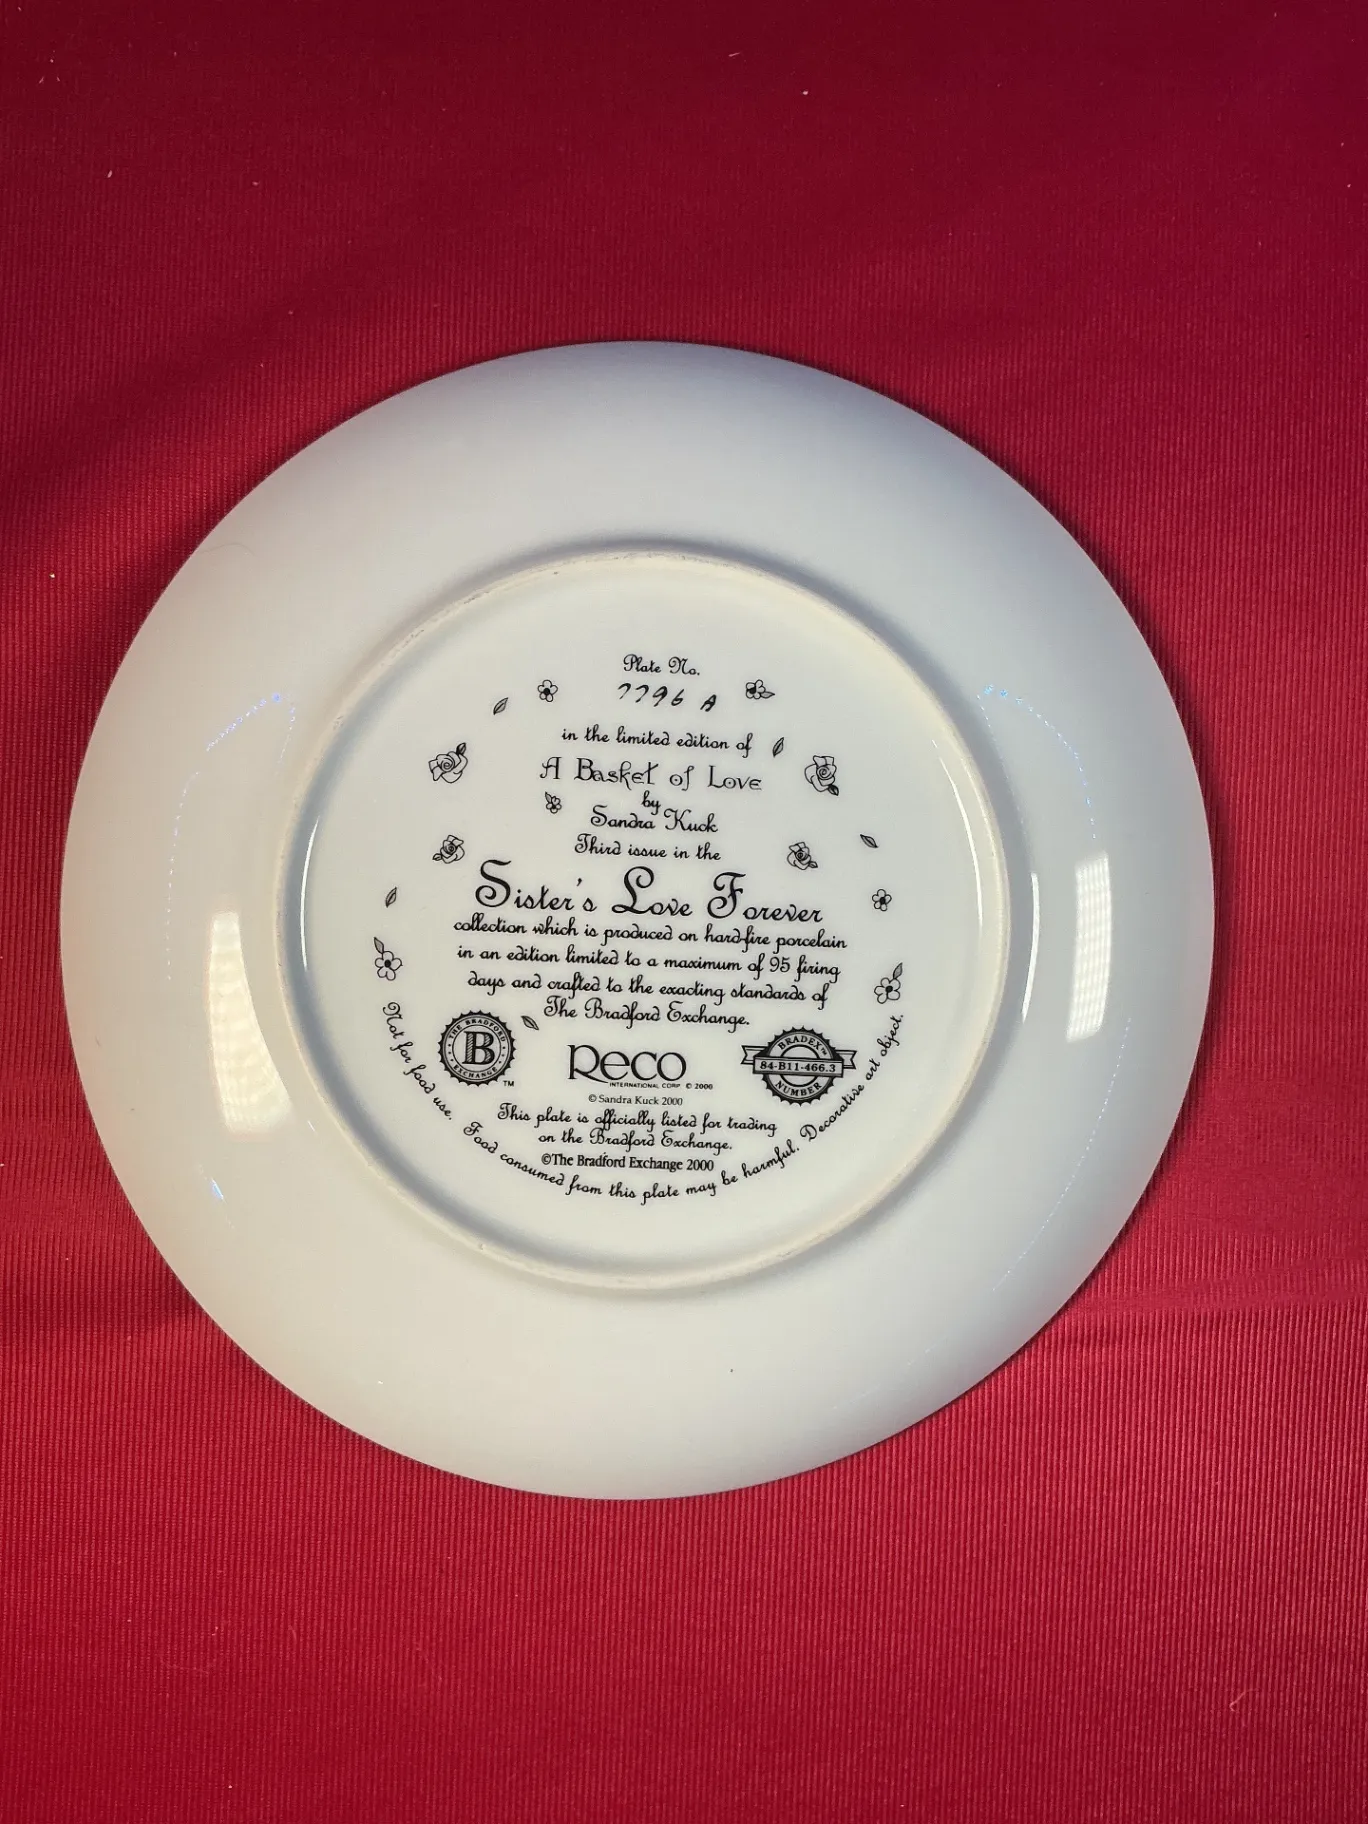 Plate No.
7796 A
in the limited edition of
A Basket of Love
by
Sandra Kuck
Third issue in the
Sister's Love Forever
collection which is produced on hard-fire porcelain
in an edition limited to a maximum of 95 firing
days and crafted to the exacting standards of
The Bradford Exchange.
THE BRADFORD
B
EXCHANGE
TM
Reco
INTERNATIONAL CORP. © 2000
BRADEX™
84-B11-466.3
NUMBER
© Sandra Kuck 2000
This plate is officially listed for trading
on the Bradford Exchange.
©The Bradford Exchange 2000
Not for food use. Food consumed from this plate may be harmful. Decorative art object.